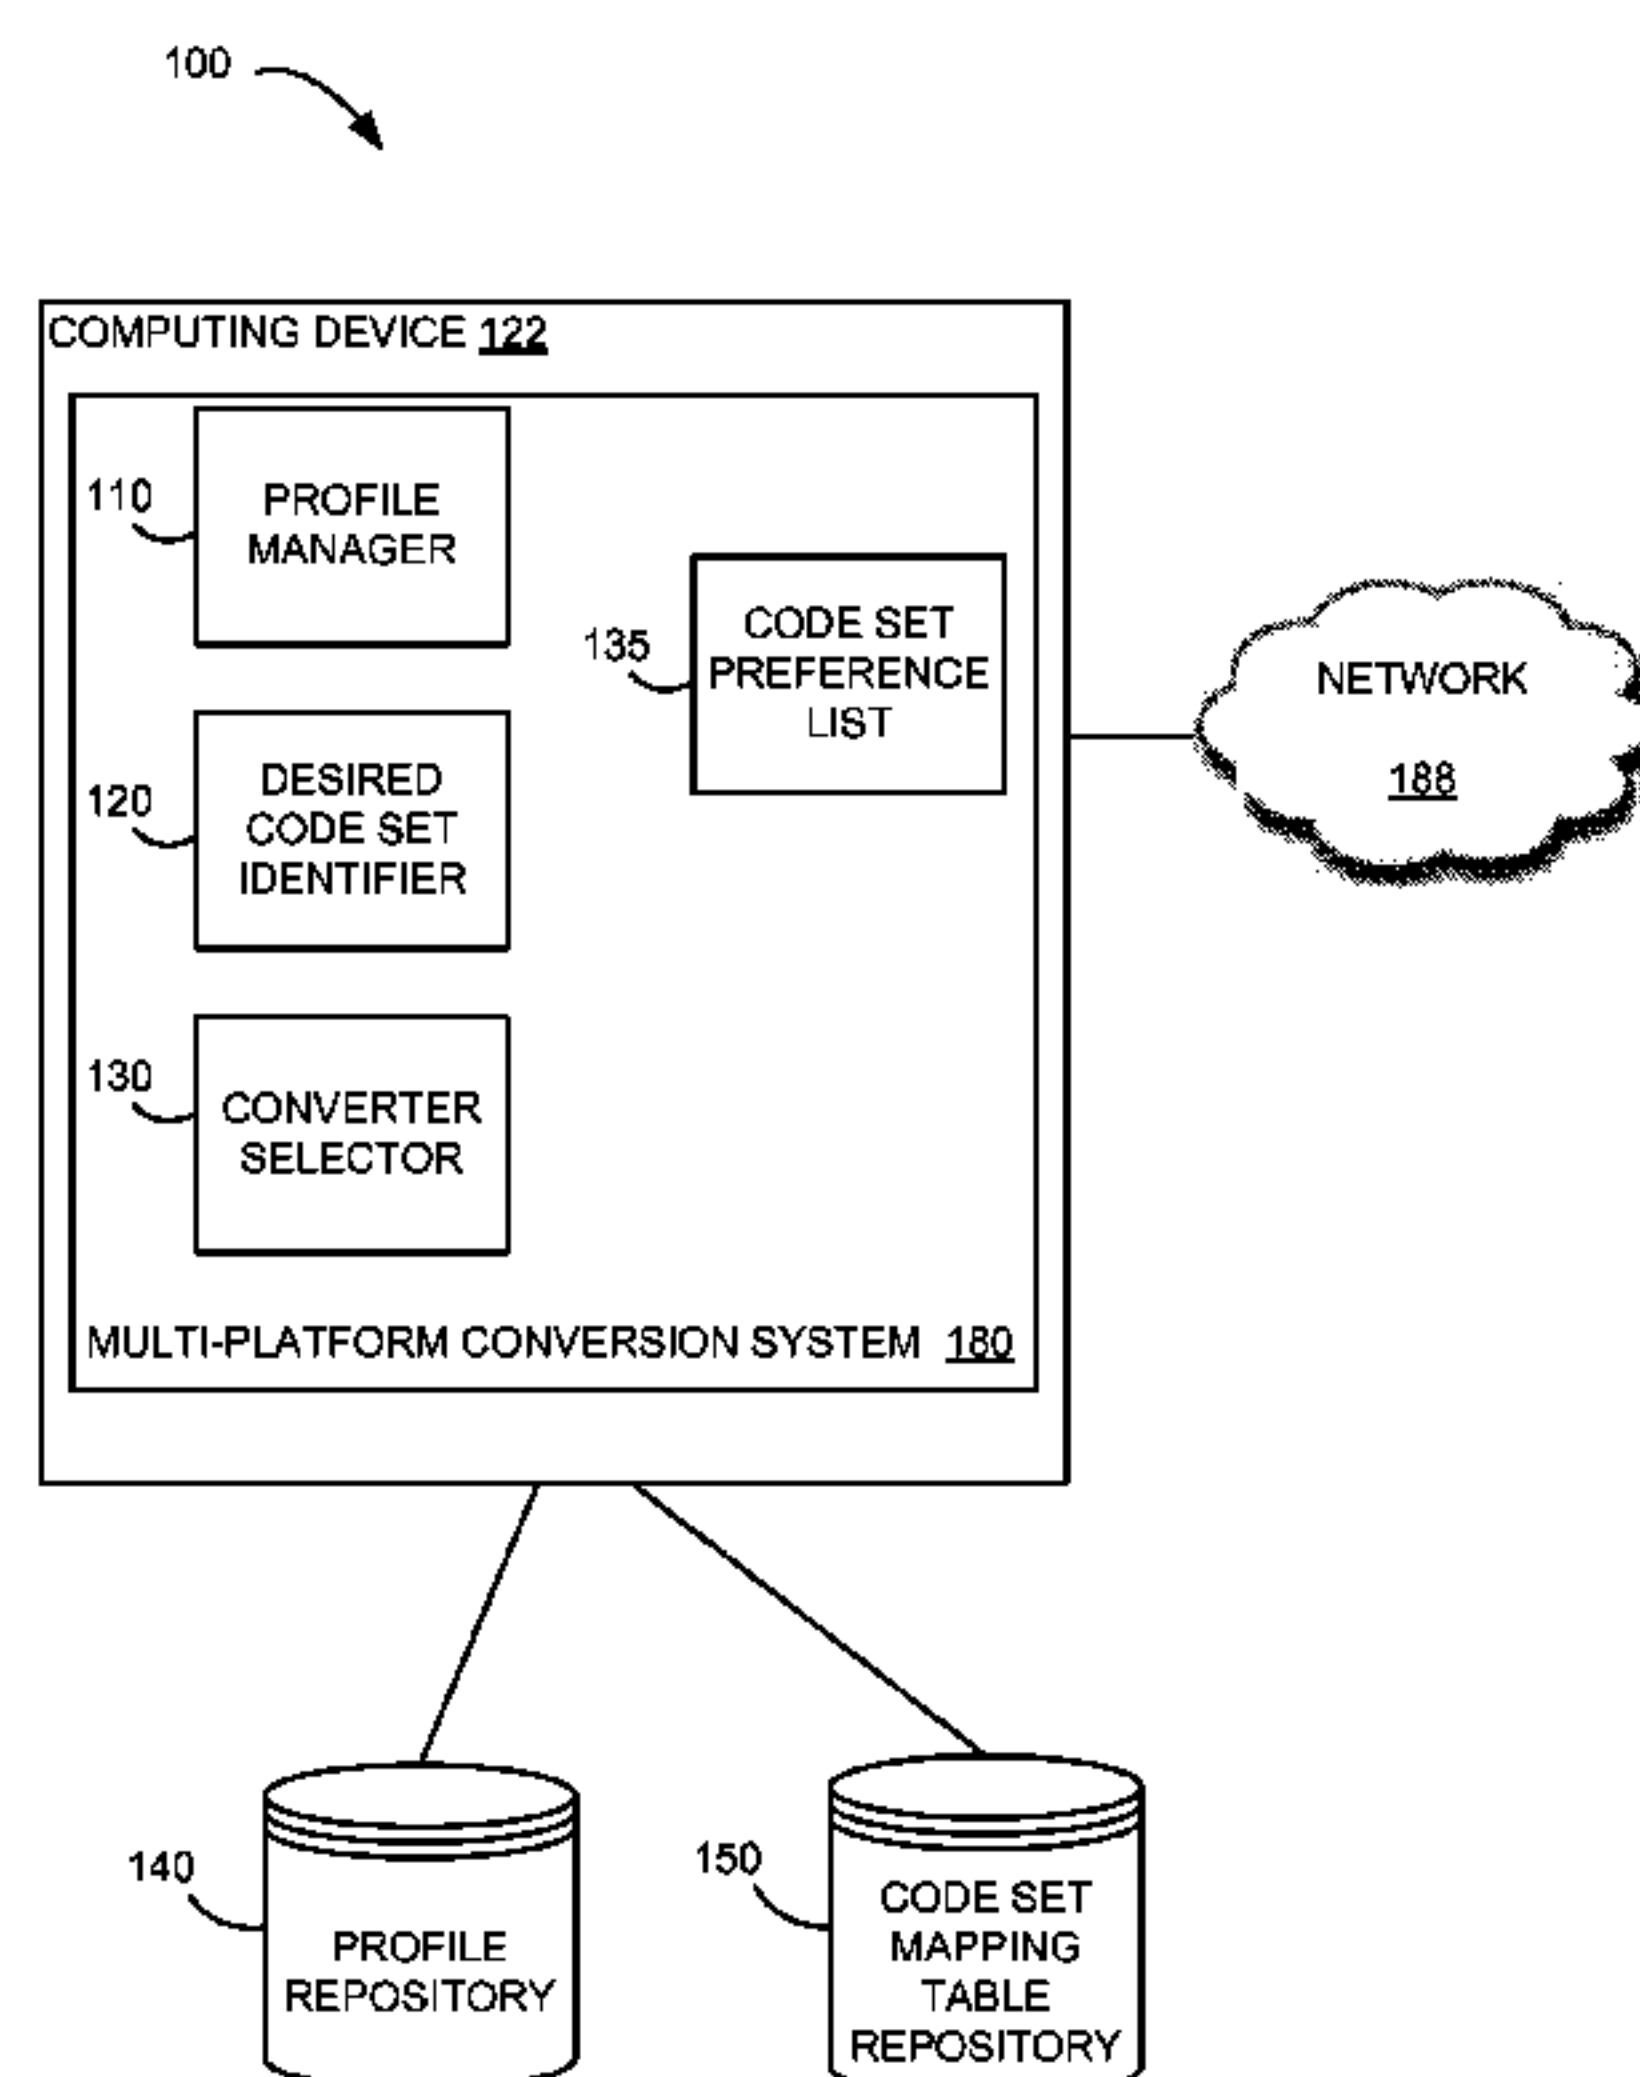 100
COMPUTING DEVICE 122
110
PROFILE
MANAGER
135
CODE SET
PREFERENCE
LIST
NETWORK
188
120
DESIRED
CODE SET
IDENTIFIER
130
CONVERTER
SELECTOR
MULTI-PLATFORM CONVERSION SYSTEM 180
140
PROFILE
REPOSITORY
150
CODE SET
MAPPING
TABLE
REPOSITORY